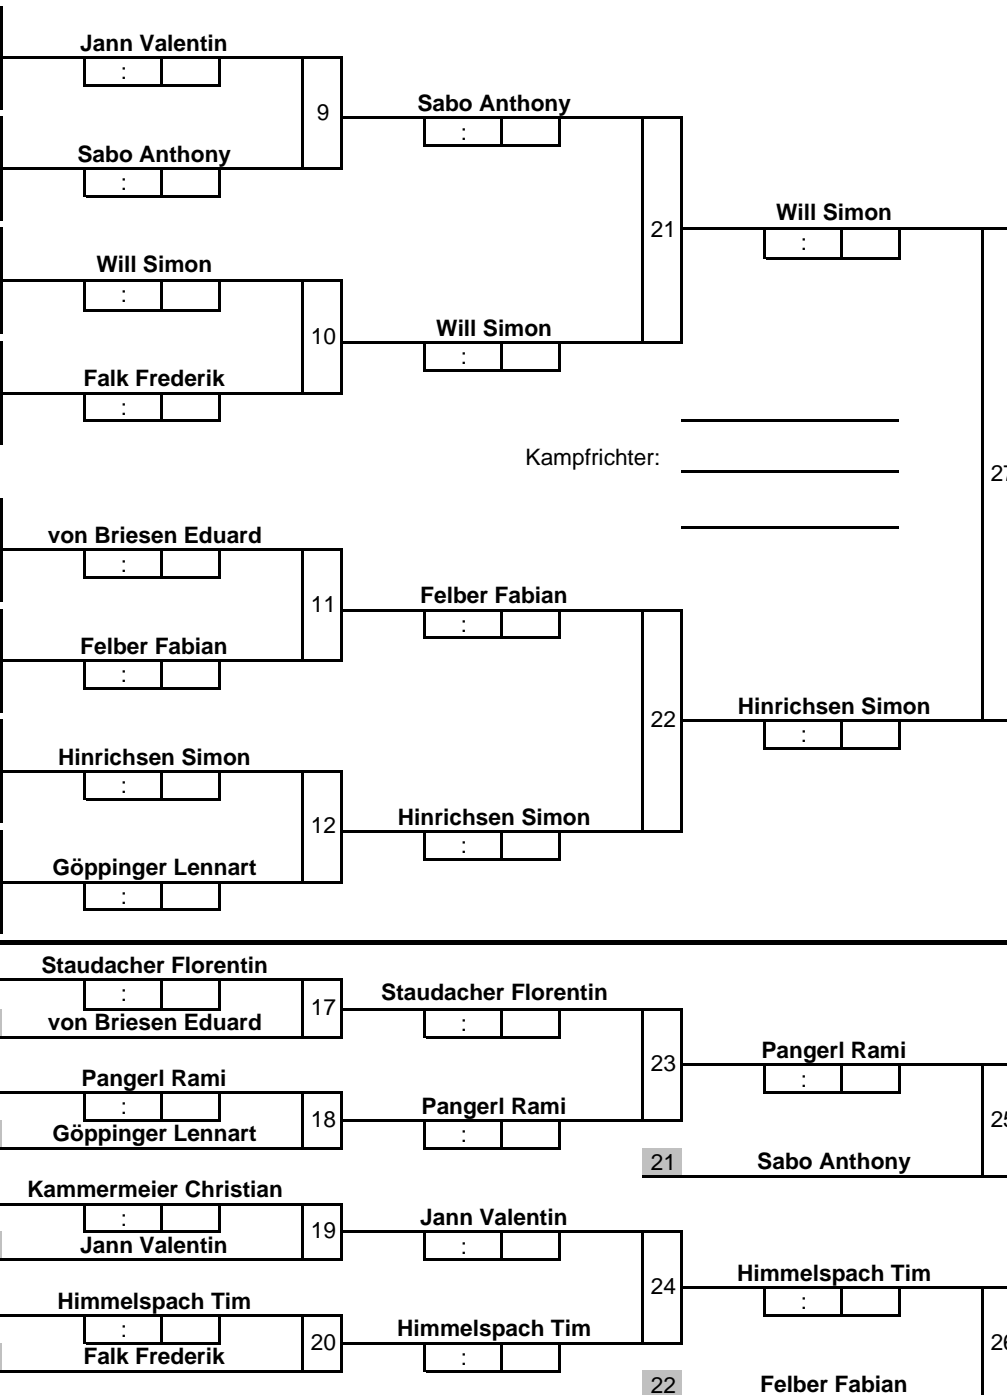 Jann Valentin
:
9
Sabo Anthony
:
Sabo Anthony
:
21
Will Simon
:
Will Simon
:
10
Will Simon
:
Falk Frederik
:
Kampfrichter:
27
von Briesen Eduard
:
11
Felber Fabian
:
Felber Fabian
:
22
Hinrichsen Simon
:
Hinrichsen Simon
:
12
Hinrichsen Simon
:
Göppinger Lennart
:
Staudacher Florentin
:
17
Staudacher Florentin
:
von Briesen Eduard
23
Pangerl Rami
:
Pangerl Rami
:
18
Pangerl Rami
:
Göppinger Lennart
25
21 Sabo Anthony
Kammermeier Christian
:
19
Jann Valentin
:
Jann Valentin
24
Himmelspach Tim
:
Himmelspach Tim
:
20
Himmelspach Tim
:
Falk Frederik
26
22 Felber Fabian